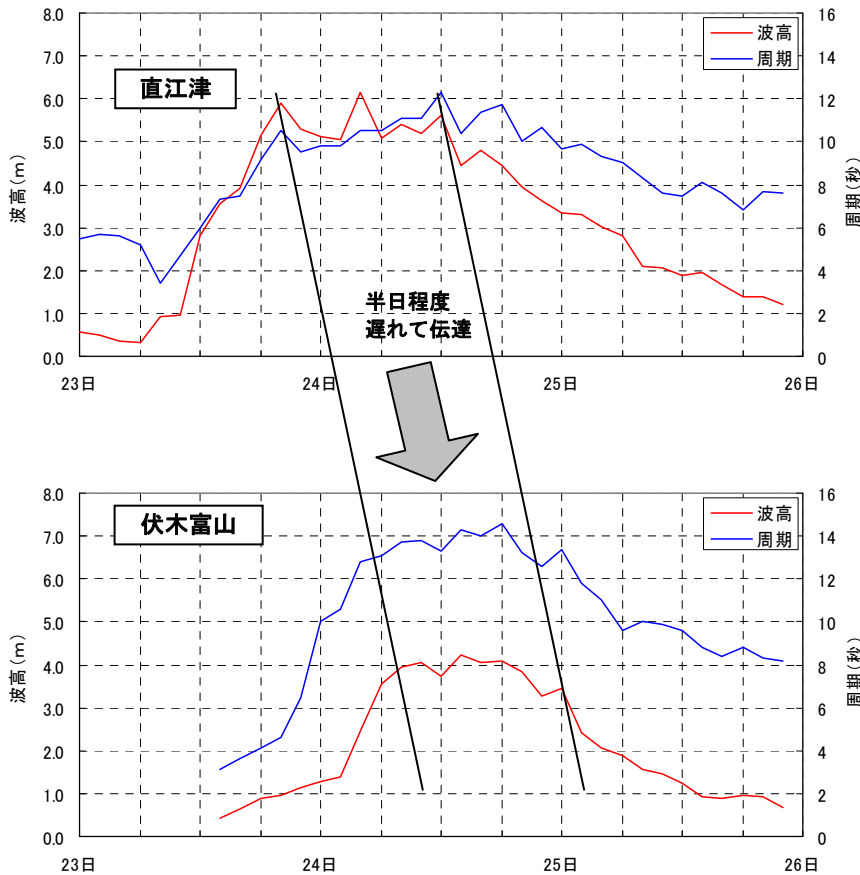 8.0
7.0
6.0
5.0
4.0
3.0
2.0
1.0
0.0
波高(m)
直江津
波高
周期
16
14
12
10
8
6
4
2
0
周期(秒)
23日
24日
25日
26日
半日程度
遅れて伝達
8.0
7.0
6.0
5.0
4.0
3.0
2.0
1.0
0.0
波高(m)
伏木富山
波高
周期
16
14
12
10
8
6
4
2
0
周期(秒)
23日
24日
25日
26日